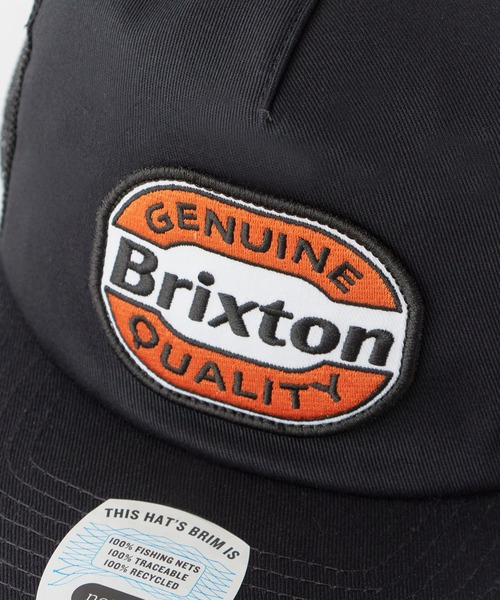 GENUINE
Brixton
QUALITY
THIS HAT'S BRIM IS
100% FISHING NETS
100% TRACEABLE
100% RECYCLED